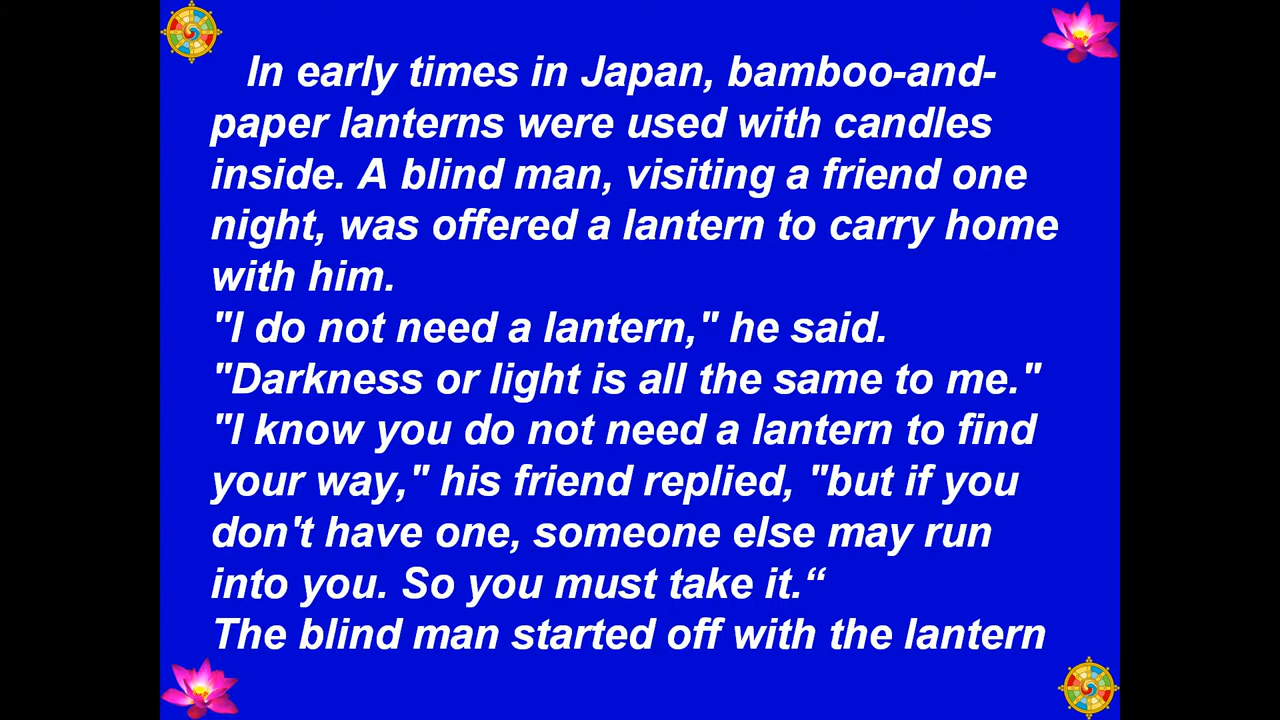 In early times in Japan, bamboo-and-
paper lanterns were used with candles
inside. A blind man, visiting a friend one
night, was offered a lantern to carry home
with him.
"I do not need a lantern," he said.
"Darkness or light is all the same to me."
"I know you do not need a lantern to find
your way," his friend replied, "but if you
don't have one, someone else may run
into you. So you must take it.“
The blind man started off with the lantern